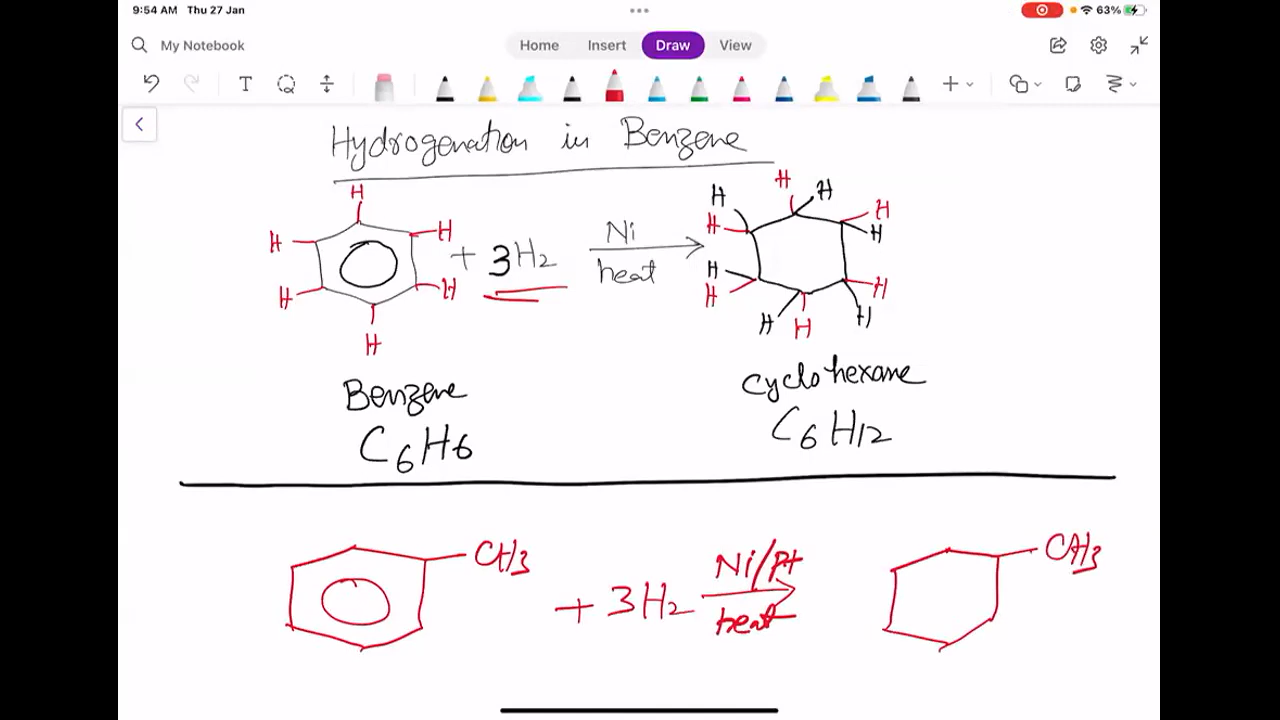 9:54 AM Thu 27 Jan
63%
My Notebook
Home Insert Draw View
T
Hydrogenation in Benzene
H
H
H
H
H
H
+ 3H₂
Ni
heat
H
H
H
H
H
H
H
H
H
H
H
H
Benzene
C₆H₆
Cyclohexane
C₆H₁₂
CH₃
+ 3H₂
Ni/Pt
heat
CH₃